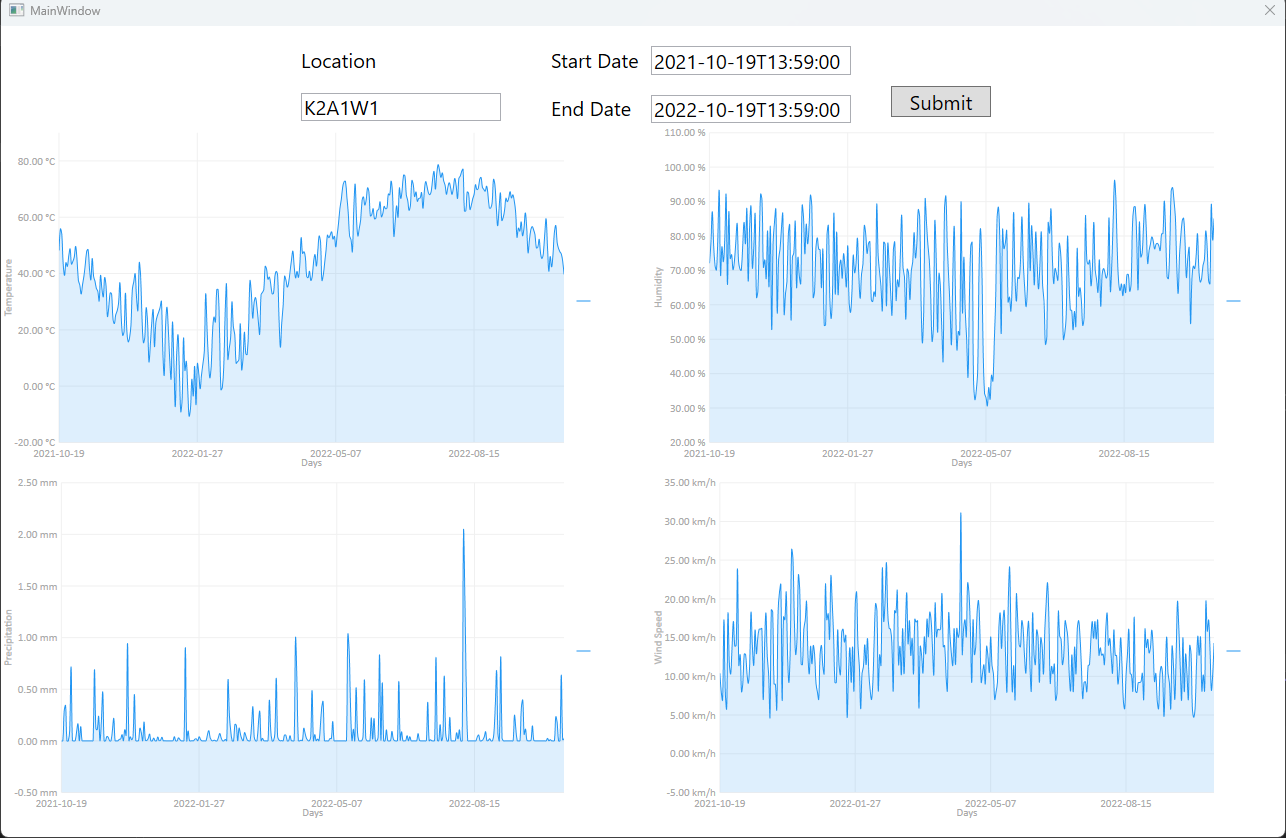 MainWindow
Location
Start Date 2021-10-19T13:59:00
K2A1W1
End Date 2022-10-19T13:59:00
Submit
80.00 °C
60.00 °C
40.00 °C
20.00 °C
0.00 °C
-20.00 °C
Temperature
2021-10-19 2022-01-27 2022-05-07 2022-08-15
Days
110.00 %
100.00 %
90.00 %
80.00 %
70.00 %
60.00 %
50.00 %
40.00 %
30.00 %
20.00 %
Humidity
2021-10-19 2022-01-27 2022-05-07 2022-08-15
Days
2.50 mm
2.00 mm
1.50 mm
1.00 mm
0.50 mm
0.00 mm
-0.50 mm
Precipitation
2021-10-19 2022-01-27 2022-05-07 2022-08-15
Days
35.00 km/h
30.00 km/h
25.00 km/h
20.00 km/h
15.00 km/h
10.00 km/h
5.00 km/h
0.00 km/h
-5.00 km/h
Wind Speed
2021-10-19 2022-01-27 2022-05-07 2022-08-15
Days